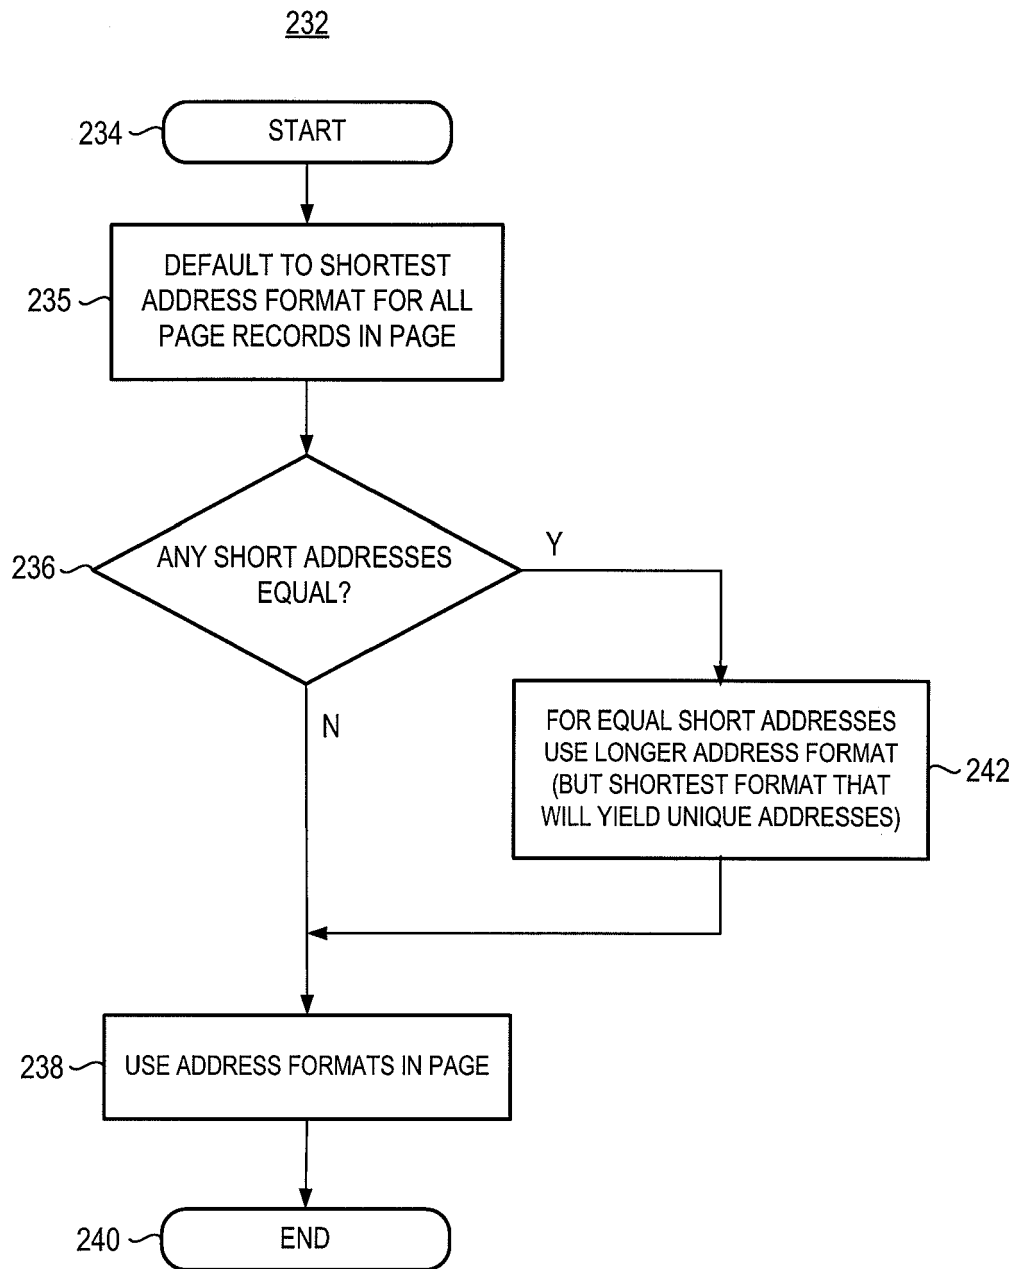 232
234
START
235
DEFAULT TO SHORTEST
ADDRESS FORMAT FOR ALL
PAGE RECORDS IN PAGE
236
ANY SHORT ADDRESSES
EQUAL?
Y
N
FOR EQUAL SHORT ADDRESSES
USE LONGER ADDRESS FORMAT
(BUT SHORTEST FORMAT THAT
WILL YIELD UNIQUE ADDRESSES)
242
238
USE ADDRESS FORMATS IN PAGE
240
END